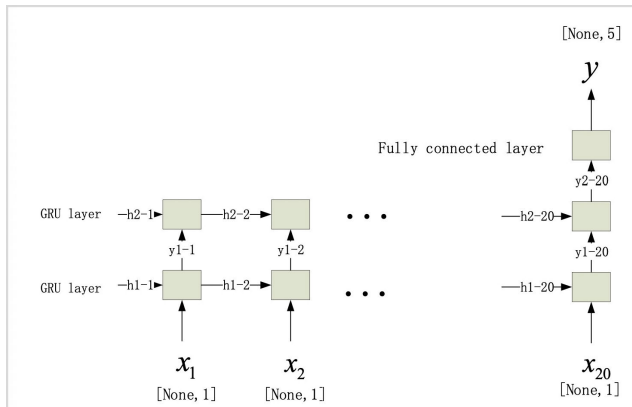 [None, 5]
y
Fully connected layer
y2-20
GRU layer h2-1 h2-2 h2-20
y1-1 y1-2 y1-20
GRU layer h1-1 h1-2 h1-20
x1 x2 x20
[None, 1] [None, 1] [None, 1]